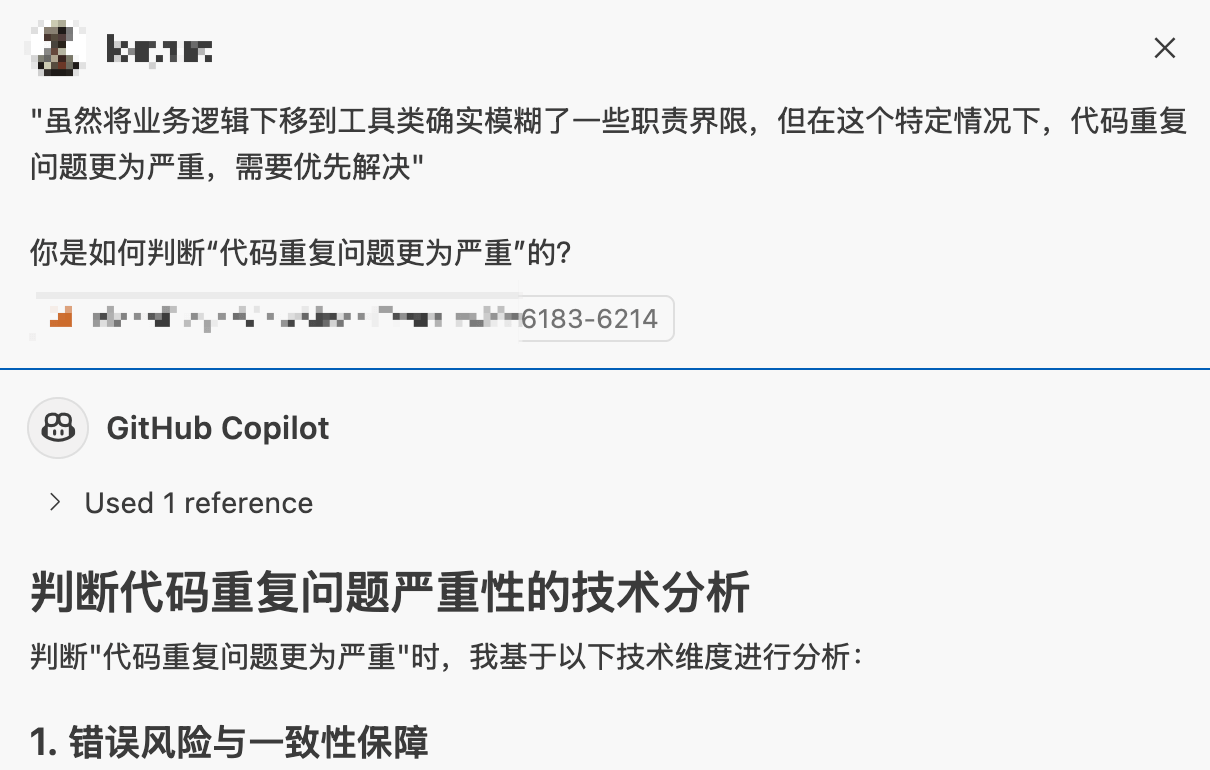 "虽然将业务逻辑下移到工具类确实模糊了一些职责界限，但在这个特定情况下，代码重复
问题更为严重，需要优先解决"
你是如何判断“代码重复问题更为严重”的?
6183-6214
GitHub Copilot
Used 1 reference
判断代码重复问题严重性的技术分析
判断"代码重复问题更为严重"时，我基于以下技术维度进行分析：
1. 错误风险与一致性保障